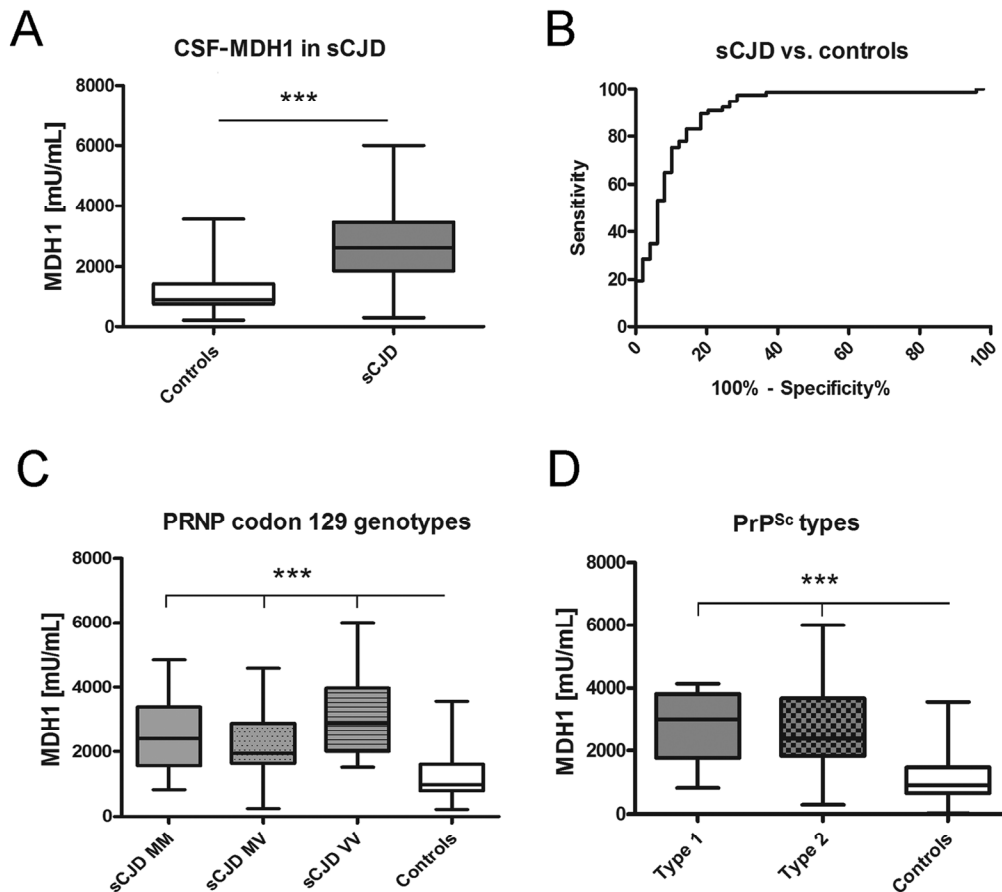 A
CSF-MDH1 in sCJD
***
MDH1 [mU/mL]
8000
6000
4000
2000
0
Controls
sCJD
B
sCJD vs. controls
Sensitivity
100
80
60
40
20
0
0
20
40
60
80
100
100% - Specificity%
C
PRNP codon 129 genotypes
***
MDH1 [mU/mL]
8000
6000
4000
2000
0
sCJD MM
sCJD MV
sCJD VV
Controls
D
PrPSc types
***
MDH1 [mU/mL]
8000
6000
4000
2000
0
Type 1
Type 2
Controls